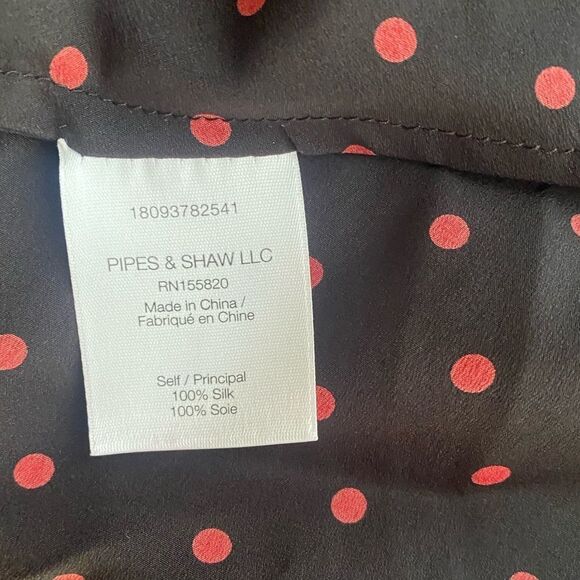 18093782541
PIPES & SHAW LLC
RN155820
Made in China /
Fabriqué en Chine
Self / Principal
100% Silk
100% Soie